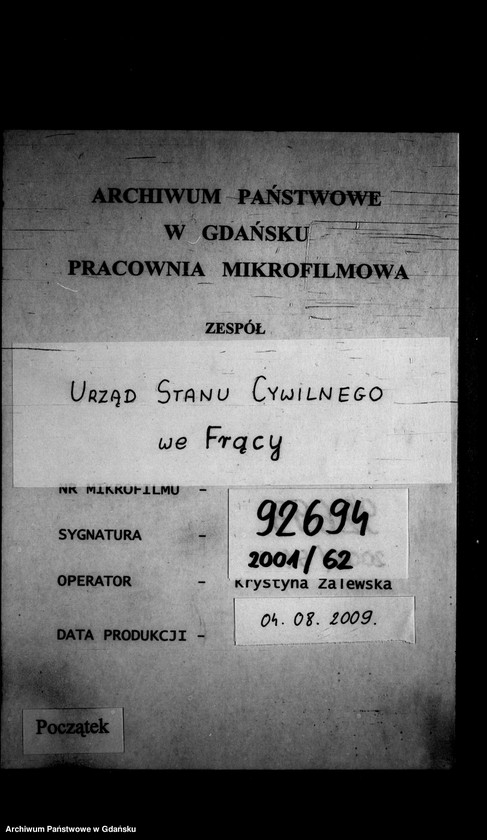 ARCHIWUM PAŃSTWOWE
W GDAŃSKU
PRACOWNIA MIKROFILMOWA
ZESPÓŁ
URZĄD STANU CYWILNEGO
we Frący
NR MIKROFILMU - 92694
SYGNATURA - 2001/62
OPERATOR - Krystyna Zalewska
DATA PRODUKCJI - 04.08.2009.
Początek
Archiwum Państwowe w Gdańsku